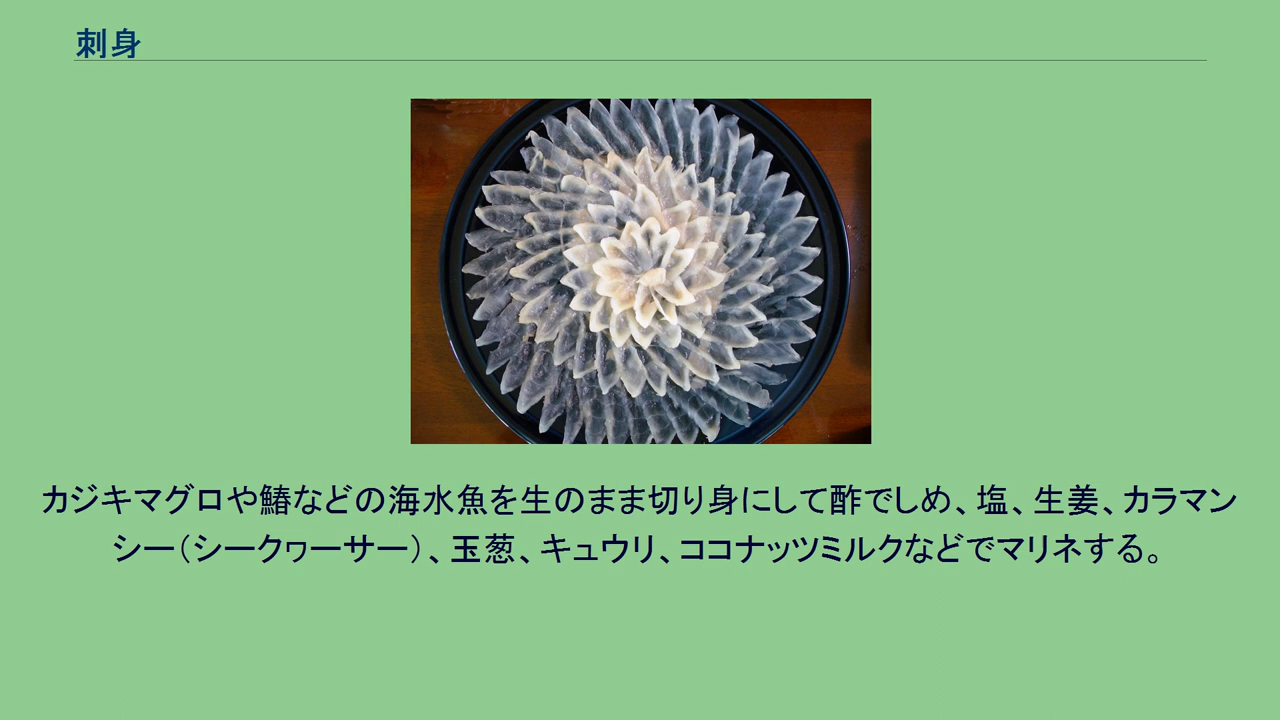 刺身
カジキマグロや鰆などの海水魚を生のまま切り身にして酢でしめ、塩、生姜、カラマン
シー（シークヮーサー）、玉葱、キュウリ、ココナッツミルクなどでマリネする。